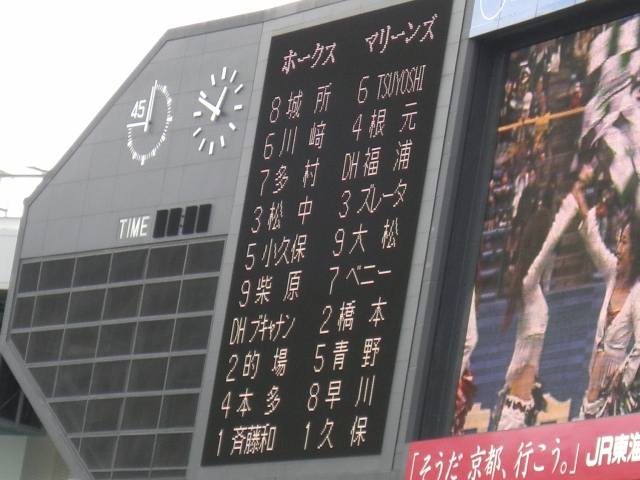 ホークス マリーンズ
8 城所 6 TSUYOSHI
6 川﨑 4 根元
7 多村 DH 福浦
3 松中 3 ズレータ
5 小久保 9 大松
9 柴原 7 ベニー
DH ブキャナン 2 橋本
2 的場 5 青野
4 本多 8 早川
1 斉藤和 1 久保
45
TIME
「そうだ 京都、行こう。」 JR東海